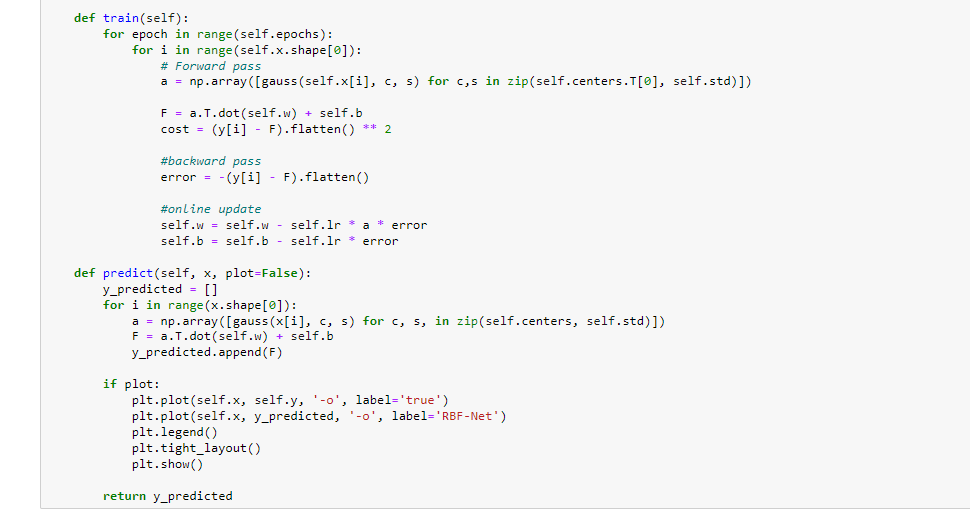 def train(self):
    for epoch in range(self.epochs):
        for i in range(self.x.shape[0]):
            # Forward pass
            a = np.array([gauss(self.x[i], c, s) for c,s in zip(self.centers.T[0], self.std)])

            F = a.T.dot(self.w) + self.b
            cost = (y[i] - F).flatten() ** 2

            #backward pass
            error = -(y[i] - F).flatten()

            #online update
            self.w = self.w - self.lr * a * error
            self.b = self.b - self.lr * error

def predict(self, x, plot=False):
    y_predicted = []
    for i in range(x.shape[0]):
        a = np.array([gauss(x[i], c, s) for c, s, in zip(self.centers, self.std)])
        F = a.T.dot(self.w) + self.b
        y_predicted.append(F)

    if plot:
        plt.plot(self.x, self.y, '-o', label='true')
        plt.plot(self.x, y_predicted, '-o', label='RBF-Net')
        plt.legend()
        plt.tight_layout()
        plt.show()

    return y_predicted